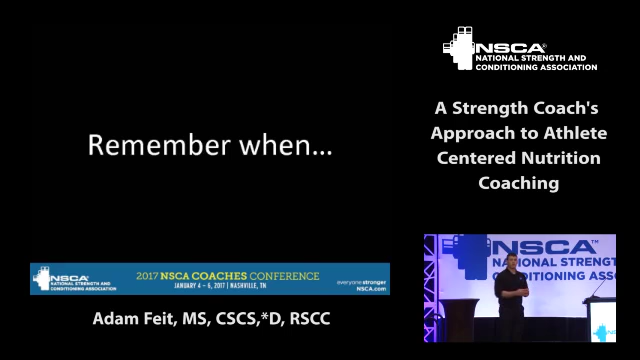 Remember when...
NSCA
NATIONAL STRENGTH AND
CONDITIONING ASSOCIATION
2017 NSCA COACHES CONFERENCE
JANUARY 4 – 6, 2017 | NASHVILLE, TN
everyone stronger
NSCA.com
Adam Feit, MS, CSCS,*D, RSCC
NSCA®
NATIONAL STRENGTH AND
CONDITIONING ASSOCIATION
A Strength Coach's
Approach to Athlete
Centered Nutrition
Coaching
NSCA™
NATIONAL STRENGTH
CONDITIONING ASSO